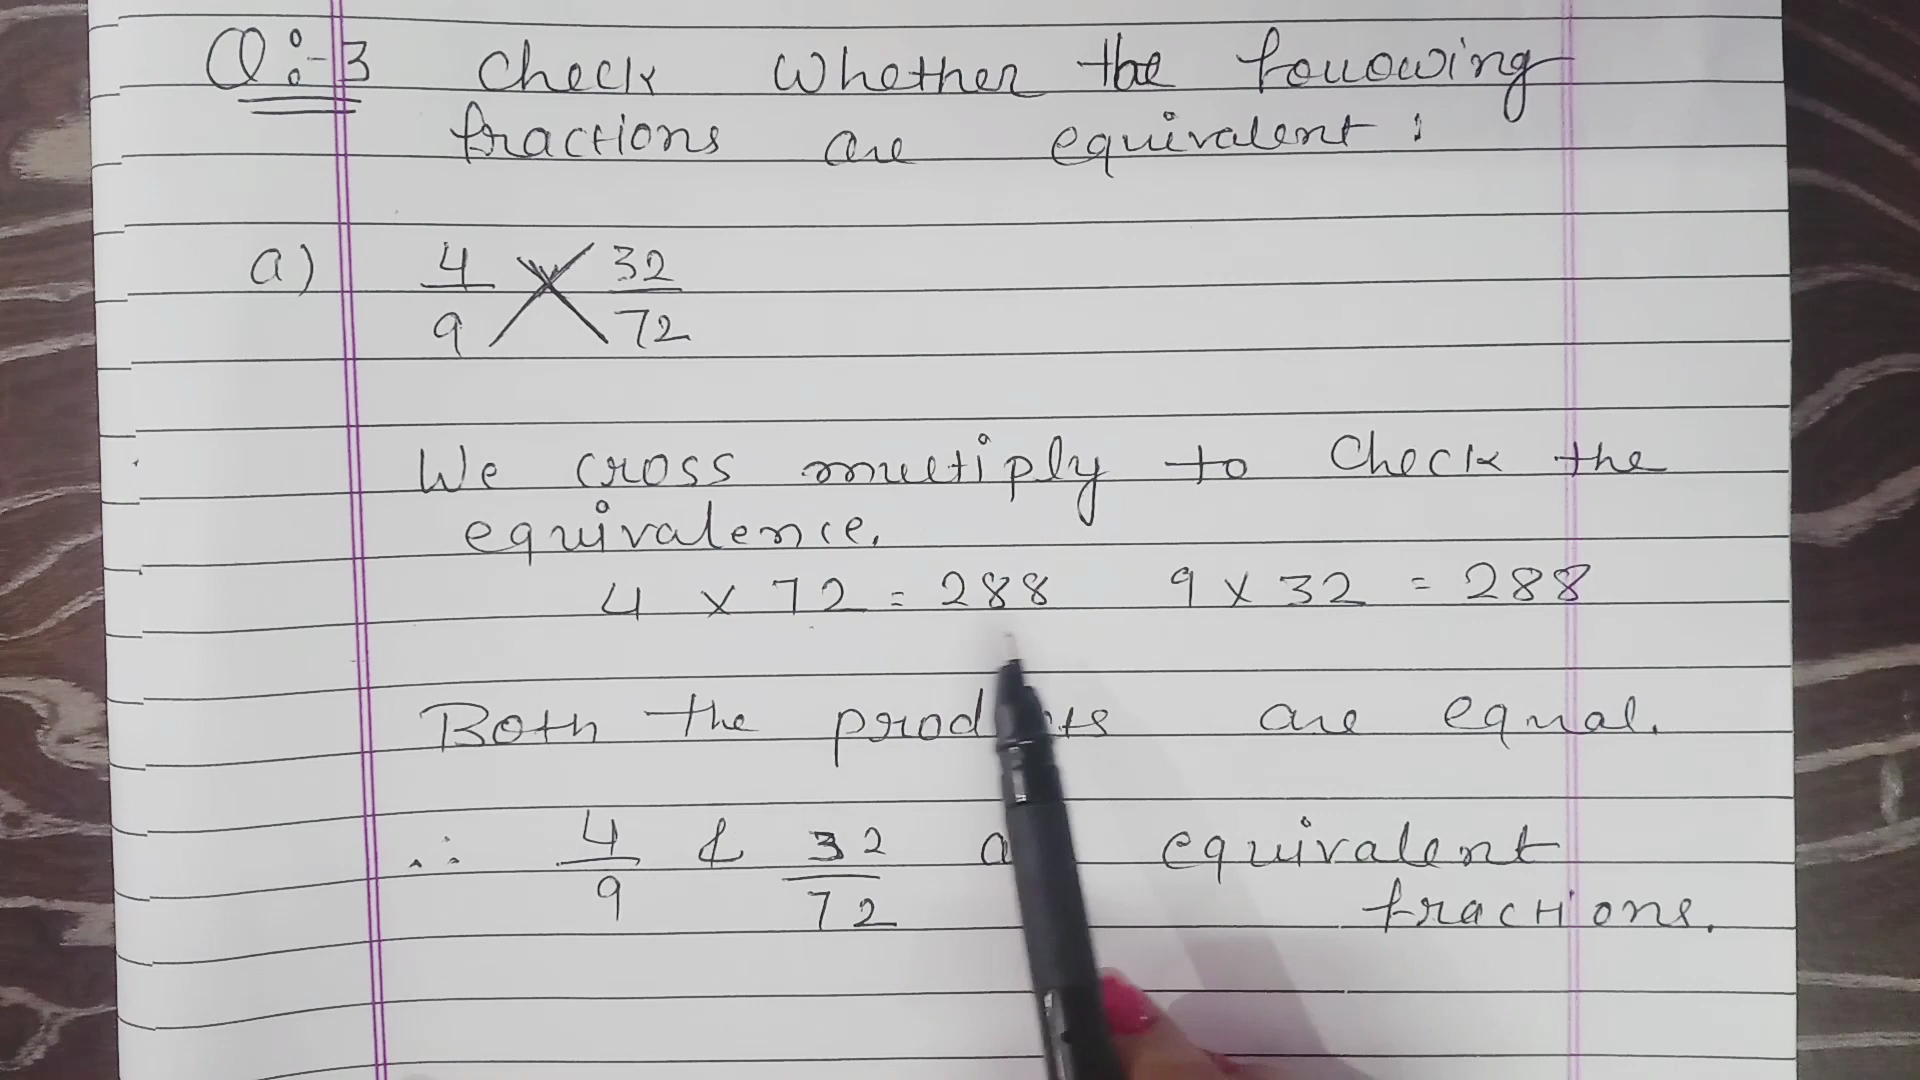 Q:-3 Check whether the following
fractions are equivalent:
a) 4/9 32/72
We cross multiply to check the
equivalence.
4 x 72 = 288 9 x 32 = 288
Both the are equal.
∴ 4/9 & 32/72 equivalent
fractions.